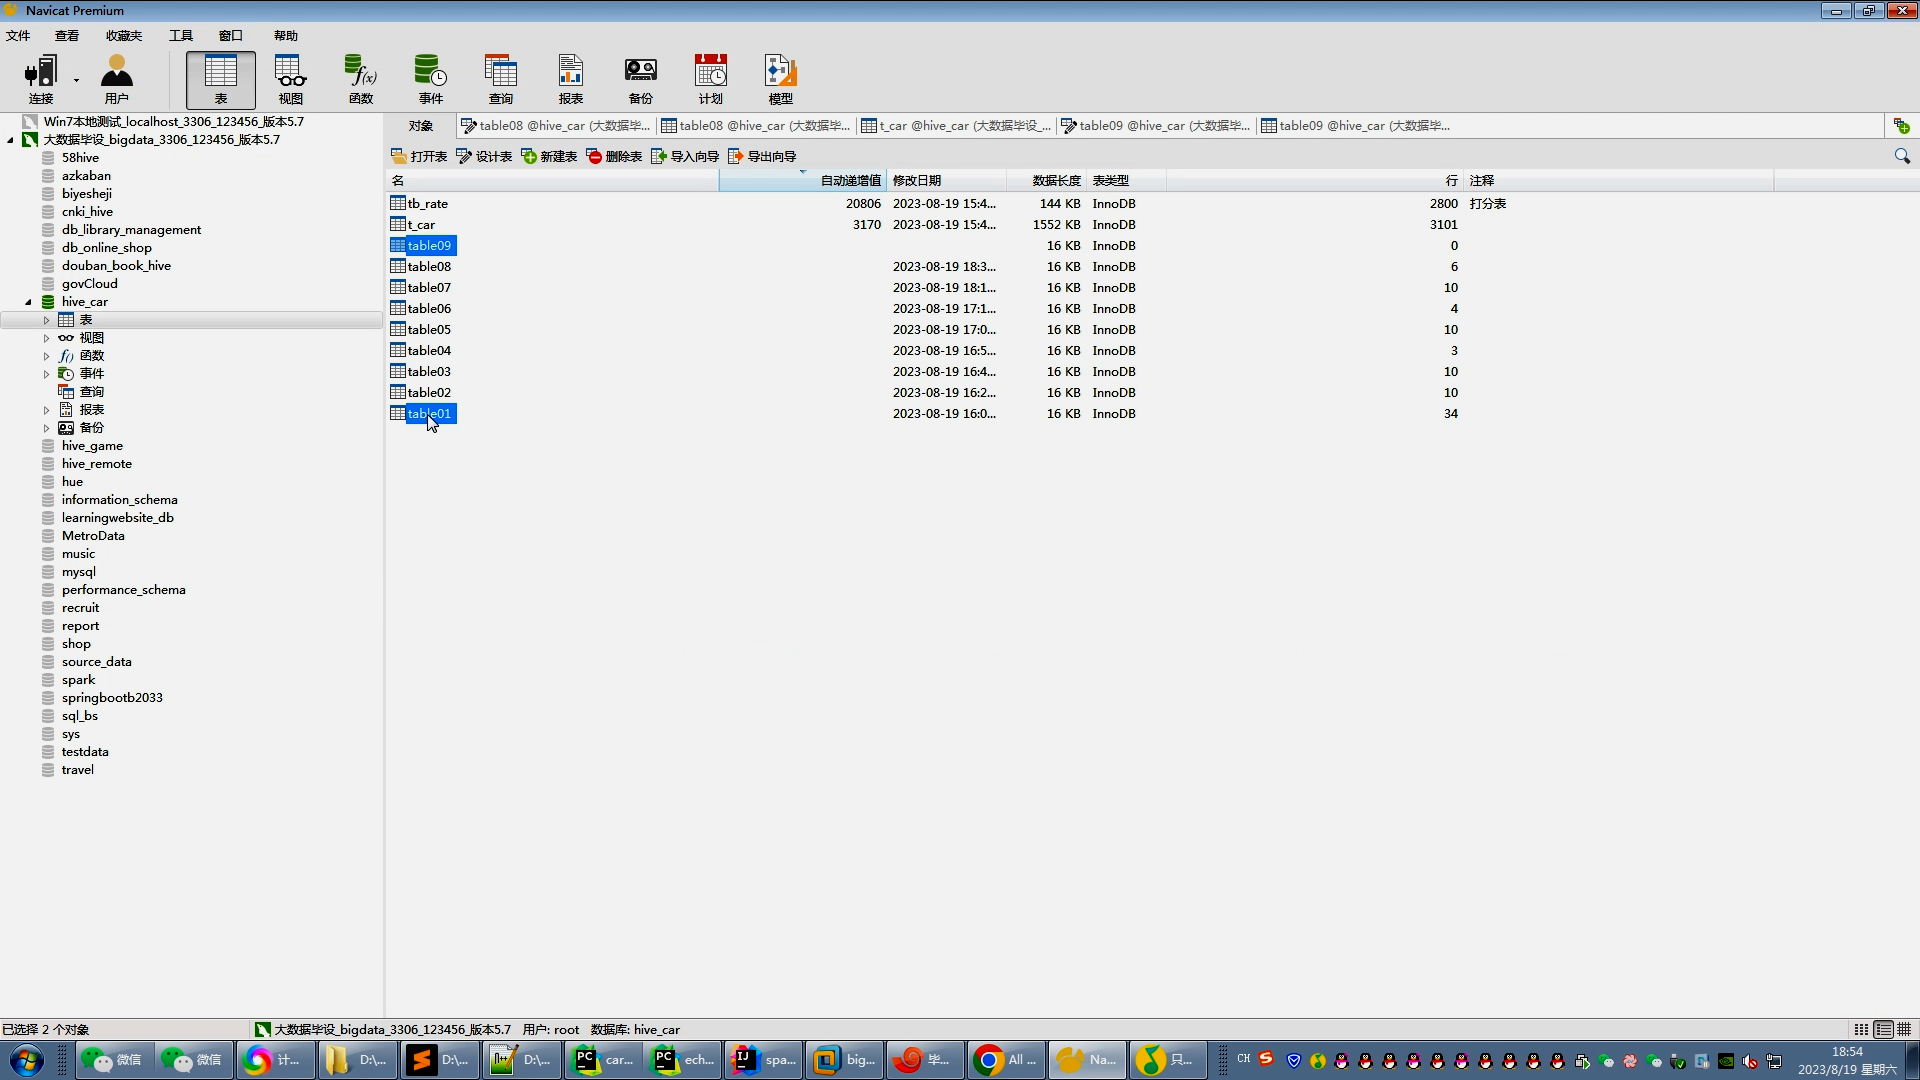 Navicat Premium
文件 查看 收藏夹 工具 窗口 帮助
连接 用户 表 视图 函数 事件 查询 报表 备份 计划 模型
Win7本地测试_localhost_3306_123456_版本5.7
大数据毕设_bigdata_3306_123456_版本5.7
58hive
azkaban
biyesheji
cnki_hive
db_library_management
db_online_shop
douban_book_hive
govCloud
hive_car
表
视图
函数
事件
查询
报表
备份
hive_game
hive_remote
hue
information_schema
learningwebsite_db
MetroData
music
mysql
performance_schema
recruit
report
shop
source_data
spark
springbootb2033
sql_bs
sys
testdata
travel
对象 table08 @hive_car (大数据毕... table08 @hive_car (大数据毕... t_car @hive_car (大数据毕设_... table09 @hive_car (大数据毕... table09 @hive_car (大数据毕...
打开表 设计表 新建表 删除表 导入向导 导出向导
名 自动递增值 修改日期 数据长度 表类型 行 注释
tb_rate 20806 2023-08-19 15:4... 144 KB InnoDB 2800 打分表
t_car 3170 2023-08-19 15:4... 1552 KB InnoDB 3101
table09 16 KB InnoDB 0
table08 2023-08-19 18:3... 16 KB InnoDB 6
table07 2023-08-19 18:1... 16 KB InnoDB 10
table06 2023-08-19 17:1... 16 KB InnoDB 4
table05 2023-08-19 17:0... 16 KB InnoDB 10
table04 2023-08-19 16:5... 16 KB InnoDB 3
table03 2023-08-19 16:4... 16 KB InnoDB 10
table02 2023-08-19 16:2... 16 KB InnoDB 10
table01 2023-08-19 16:0... 16 KB InnoDB 34
已选择 2 个对象 大数据毕设_bigdata_3306_123456_版本5.7 用户: root 数据库: hive_car
微信 微信 计... D:\... D:\... D:\... car... ech... spa... big... 毕... All ... Na... 只... CH 18:54
2023/8/19 星期六